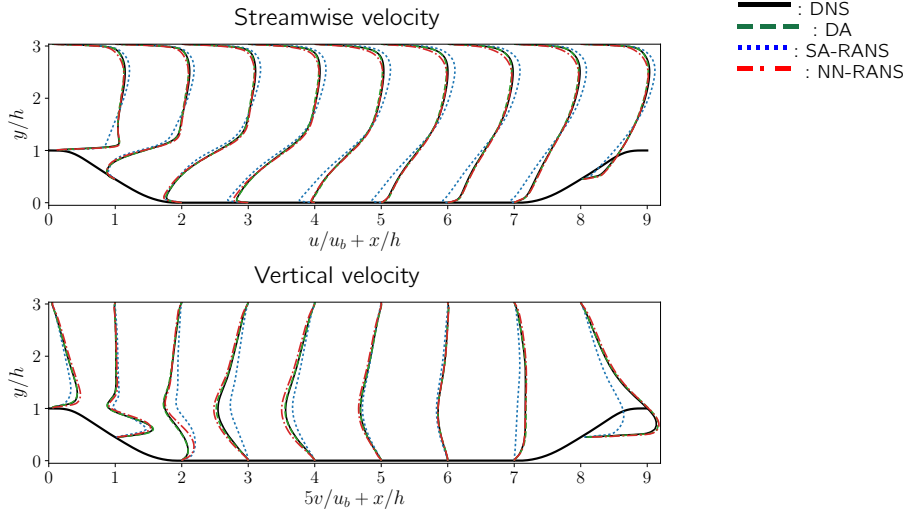 Streamwise velocity
: DNS
: DA
: SA-RANS
: NN-RANS
3
2
1
0
y/h
0 1 2 3 4 5 6 7 8 9
u/u_b + x/h
Vertical velocity
3
2
1
0
y/h
0 1 2 3 4 5 6 7 8 9
5v/u_b + x/h